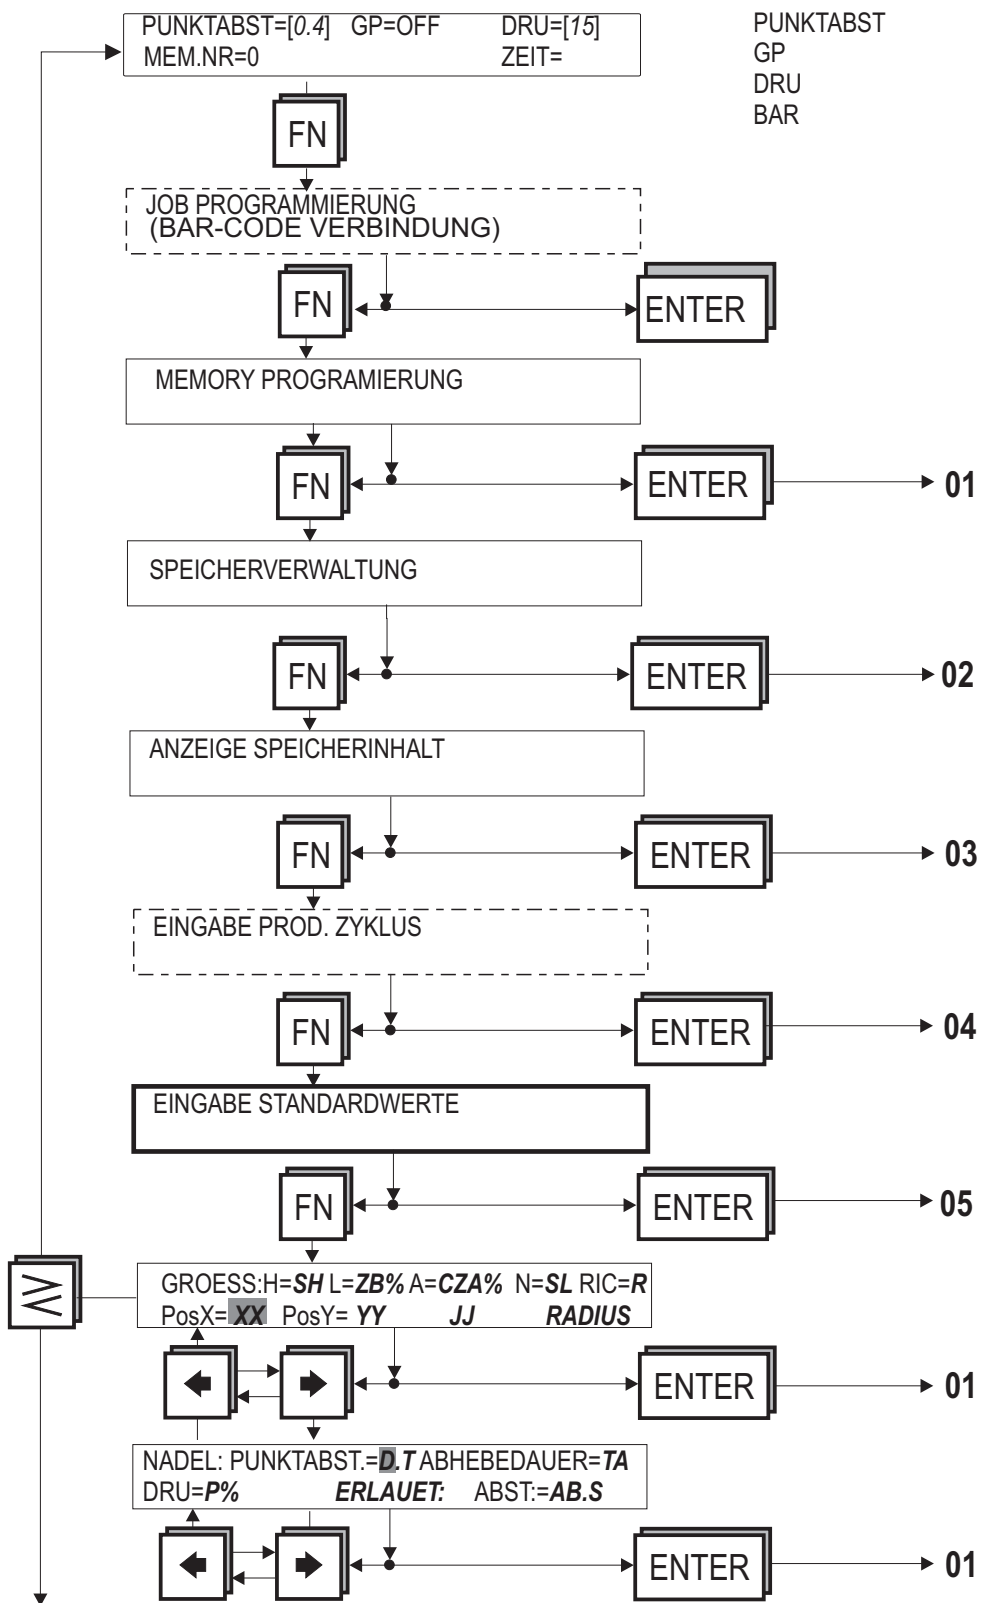 PUNKTABST=[0.4] GP=OFF DRU=[15]
MEM.NR=0 ZEIT=
PUNKTABST
GP
DRU
BAR
FN
JOB PROGRAMMIERUNG
(BAR-CODE VERBINDUNG)
FN ENTER
MEMORY PROGRAMIERUNG
FN ENTER 01
SPEICHERVERWALTUNG
FN ENTER 02
ANZEIGE SPEICHERINHALT
FN ENTER 03
EINGABE PROD. ZYKLUS
FN ENTER 04
EINGABE STANDARDWERTE
FN ENTER 05
GROESS:H=SH L=ZB% A=CZA% N=SL RIC=R
PosX= XX PosY= YY JJ RADIUS
ENTER 01
NADEL: PUNKTABST.=D.T ABHEBEDAUER=TA
DRU=P% ERLAUET: ABST:=AB.S
ENTER 01